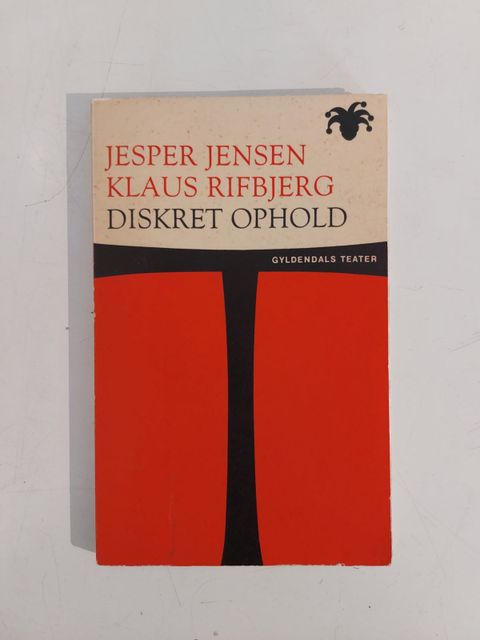 JESPER JENSEN
KLAUS RIFBJERG
DISKRET OPHOLD
GYLDENDALS TEATER